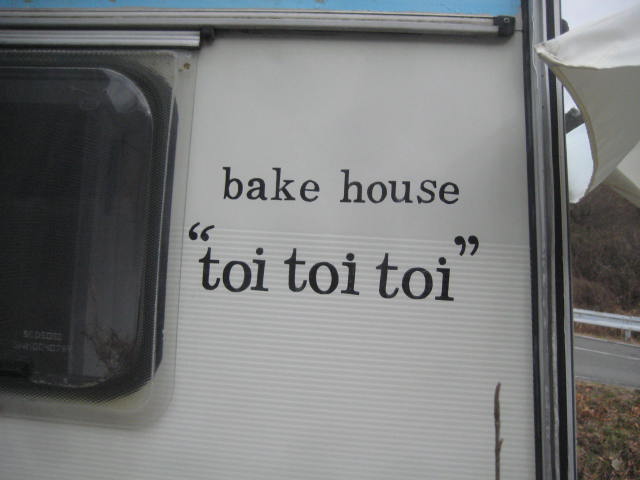 bake house
“toi toi toi”